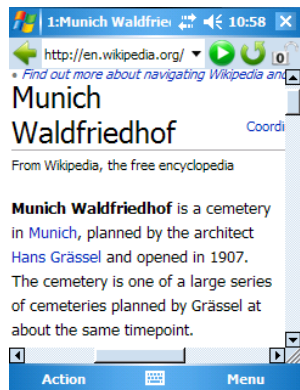 1:Munich Waldfrie 10:58
http://en.wikipedia.org/
0
• Find out more about navigating Wikipedia and
Munich
Waldfriedhof Coordi
From Wikipedia, the free encyclopedia
Munich Waldfriedhof is a cemetery
in Munich, planned by the architect
Hans Grässel and opened in 1907.
The cemetery is one of a large series
of cemeteries planned by Grässel at
about the same timepoint.
Action Menu